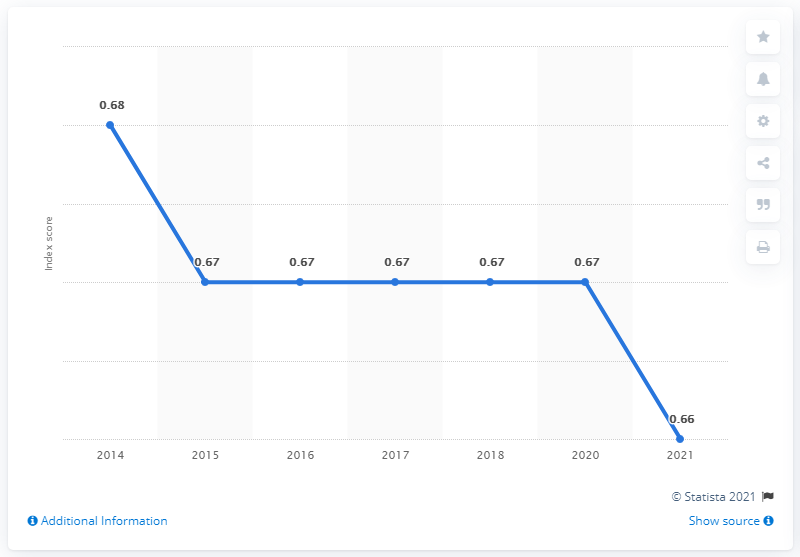 0.68
0.67 0.67 0.67 0.67 0.67
0.66
Index score
2014 2015 2016 2017 2018 2020 2021
© Statista 2021
Additional Information
Show source